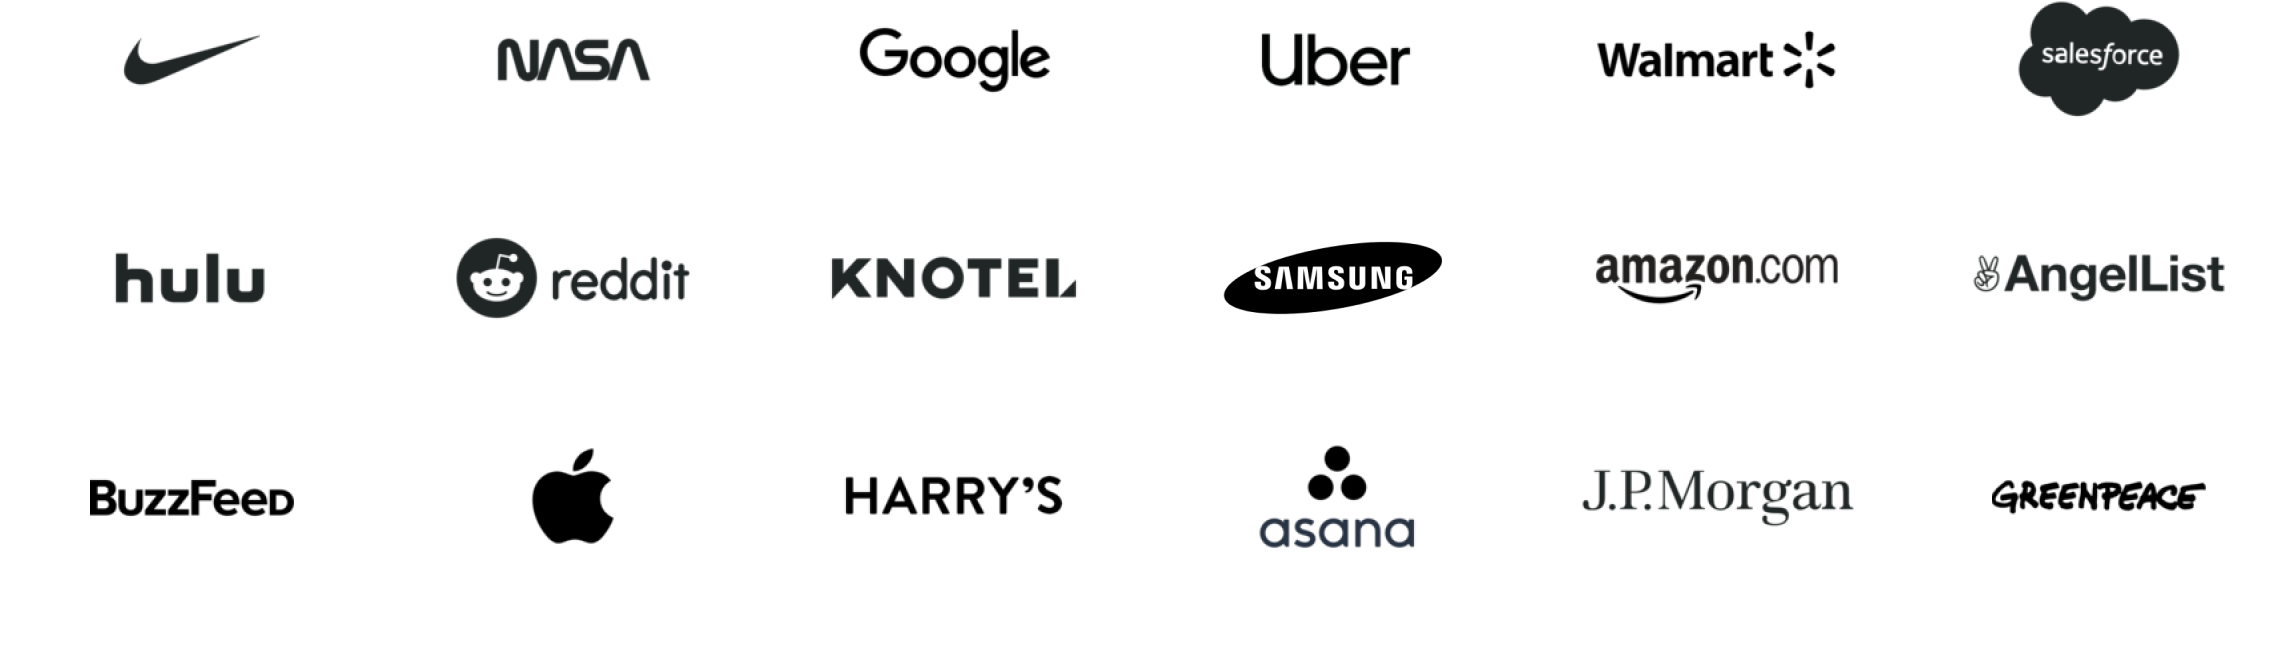 NASA
Google
Uber
Walmart
salesforce
hulu
reddit
KNOTEL
SAMSUNG
amazon.com
AngelList
BuzzFeed
HARRY’S
asana
J.P.Morgan
GREENPEACE